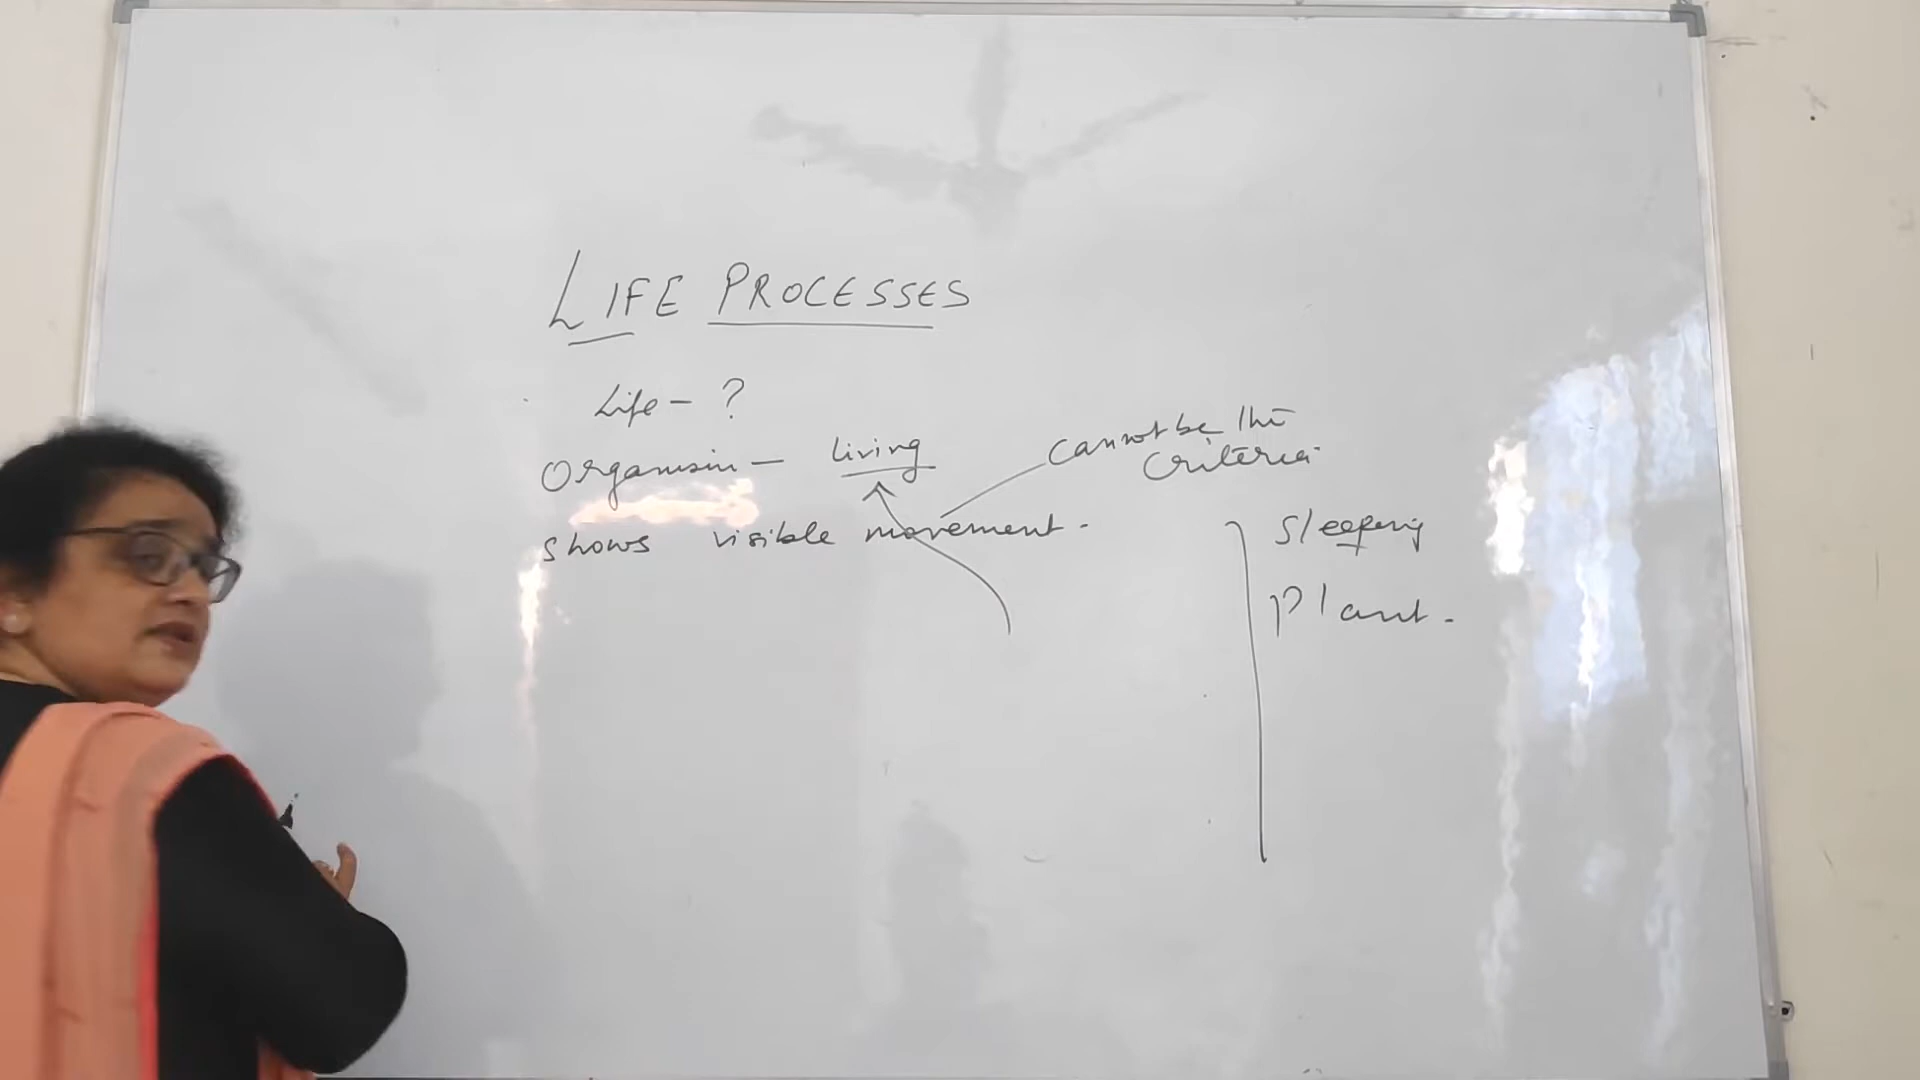 LIFE PROCESSES
Life - ?
Organism - living
cannot be the
criteria.
shows visible movement.
Sleeping
Plant.